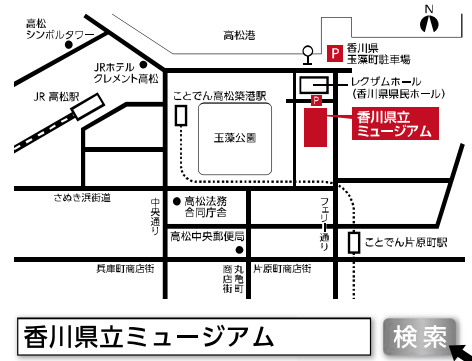 高松
シンボルタワー
高松港
N
P
香川県
玉藻町駐車場
JRホテル
クレメント高松
レクザムホール
(香川県県民ホール)
JR 高松駅
ことでん高松築港駅
P
香川県立
ミュージアム
玉藻公園
さぬき浜街道
中央通り
高松法務
合同庁舎
フェリー通り
高松中央郵便局
ことでん片原町駅
兵庫町商店街
丸亀町
商店街
片原町商店街
香川県立ミュージアム
検索